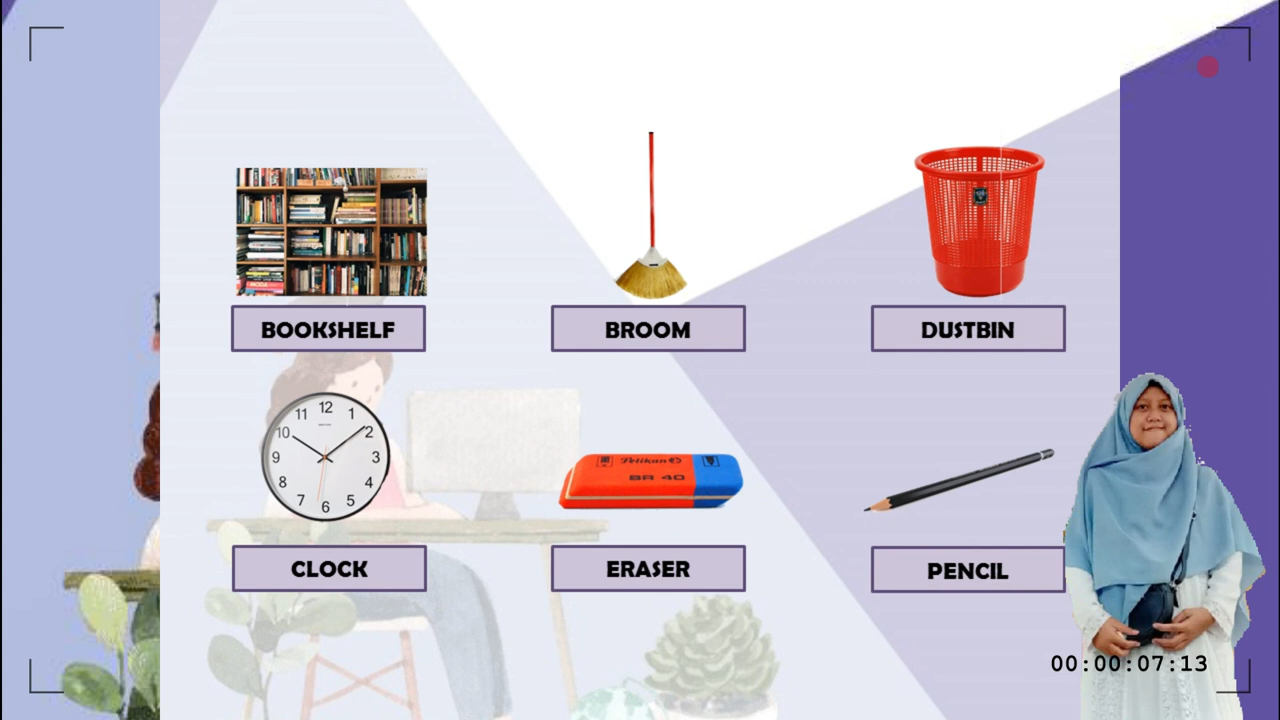 BOOKSHELF
BROOM
DUSTBIN
11 12 1
10 2
9 3
8 4
7 6 5
Pelikan
BR 40
CLOCK
ERASER
PENCIL
00:00:07:13